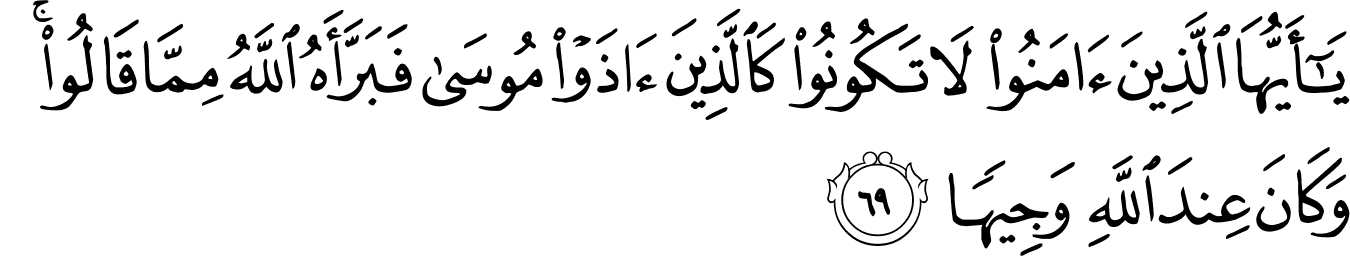 يَـٰٓأَيُّهَا ٱلَّذِينَ ءَامَنُوا۟ لَا تَكُونُوا۟ كَٱلَّذِينَ ءَاذَوْا۟ مُوسَىٰ فَبَرَّأَهُ ٱللَّهُ مِمَّا قَالُوا۟ ۚ
وَكَانَ عِندَ ٱللَّهِ وَجِيهَا ٦٩